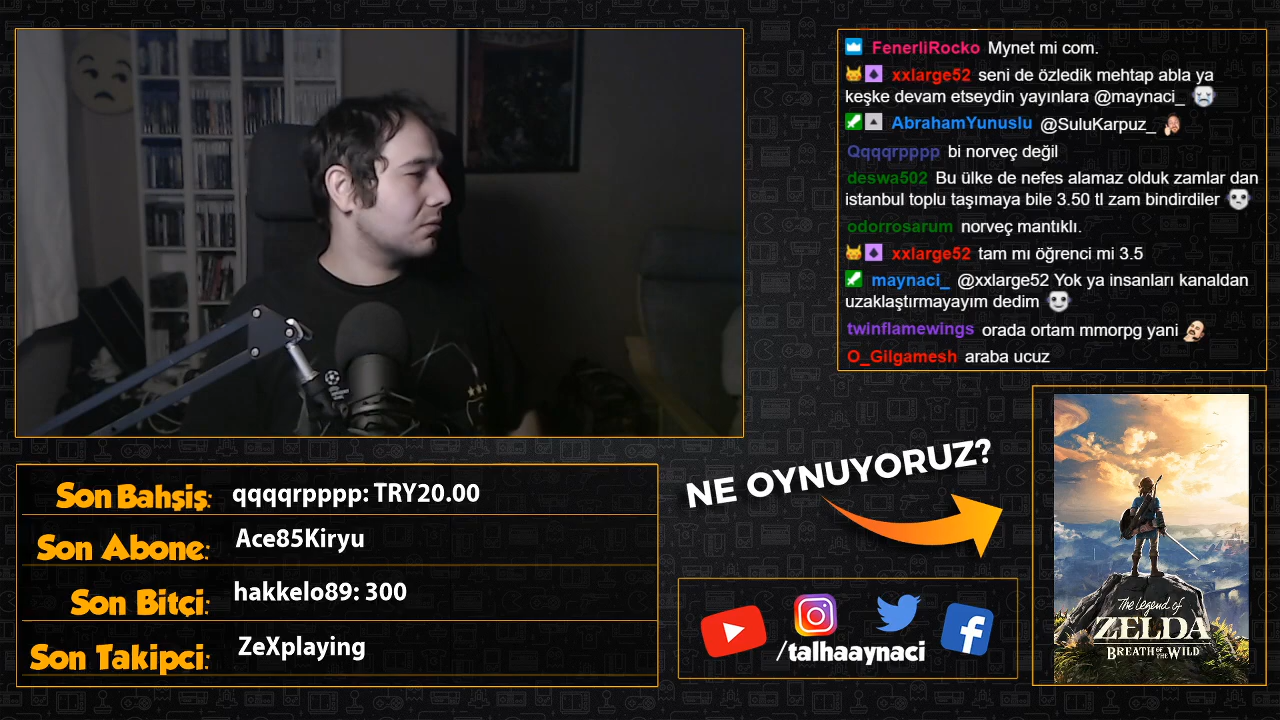 FenerliRocko Mynet mi com.
xxlarge52 seni de özledik mehtap abla ya
keşke devam etseydin yayınlara @maynaci_
AbrahamYunuslu @SuluKarpuz_
Qqqqrpppp bi norveç değil
deswa502 Bu ülke de nefes alamaz olduk zamlar dan
istanbul toplu taşımaya bile 3.50 tl zam bindirdiler
odorrosarum norveç mantıklı.
xxlarge52 tam mı öğrenci mi 3.5
maynaci_ @xxlarge52 Yok ya insanları kanaldan
uzaklaştırmayayım dedim
twinflamewings orada ortam mmorpg yani
O_Gilgamesh araba ucuz
Son Bahşiş: qqqqrpppp: TRY20.00
Son Abone: Ace85Kiryu
Son Bitçi: hakkelo89: 300
Son Takipci: ZeXplaying
NE OYNUYORUZ?
/talhaaynaci
The Legend of
ZELDA
BREATH OF THE WILD